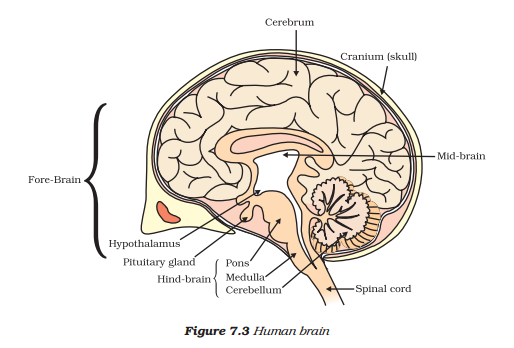 Cerebrum
Cranium (skull)
Mid-brain
Fore-Brain
Hypothalamus
Pituitary gland
Hind-brain
Pons
Medulla
Cerebellum
Spinal cord
Figure 7.3 Human brain